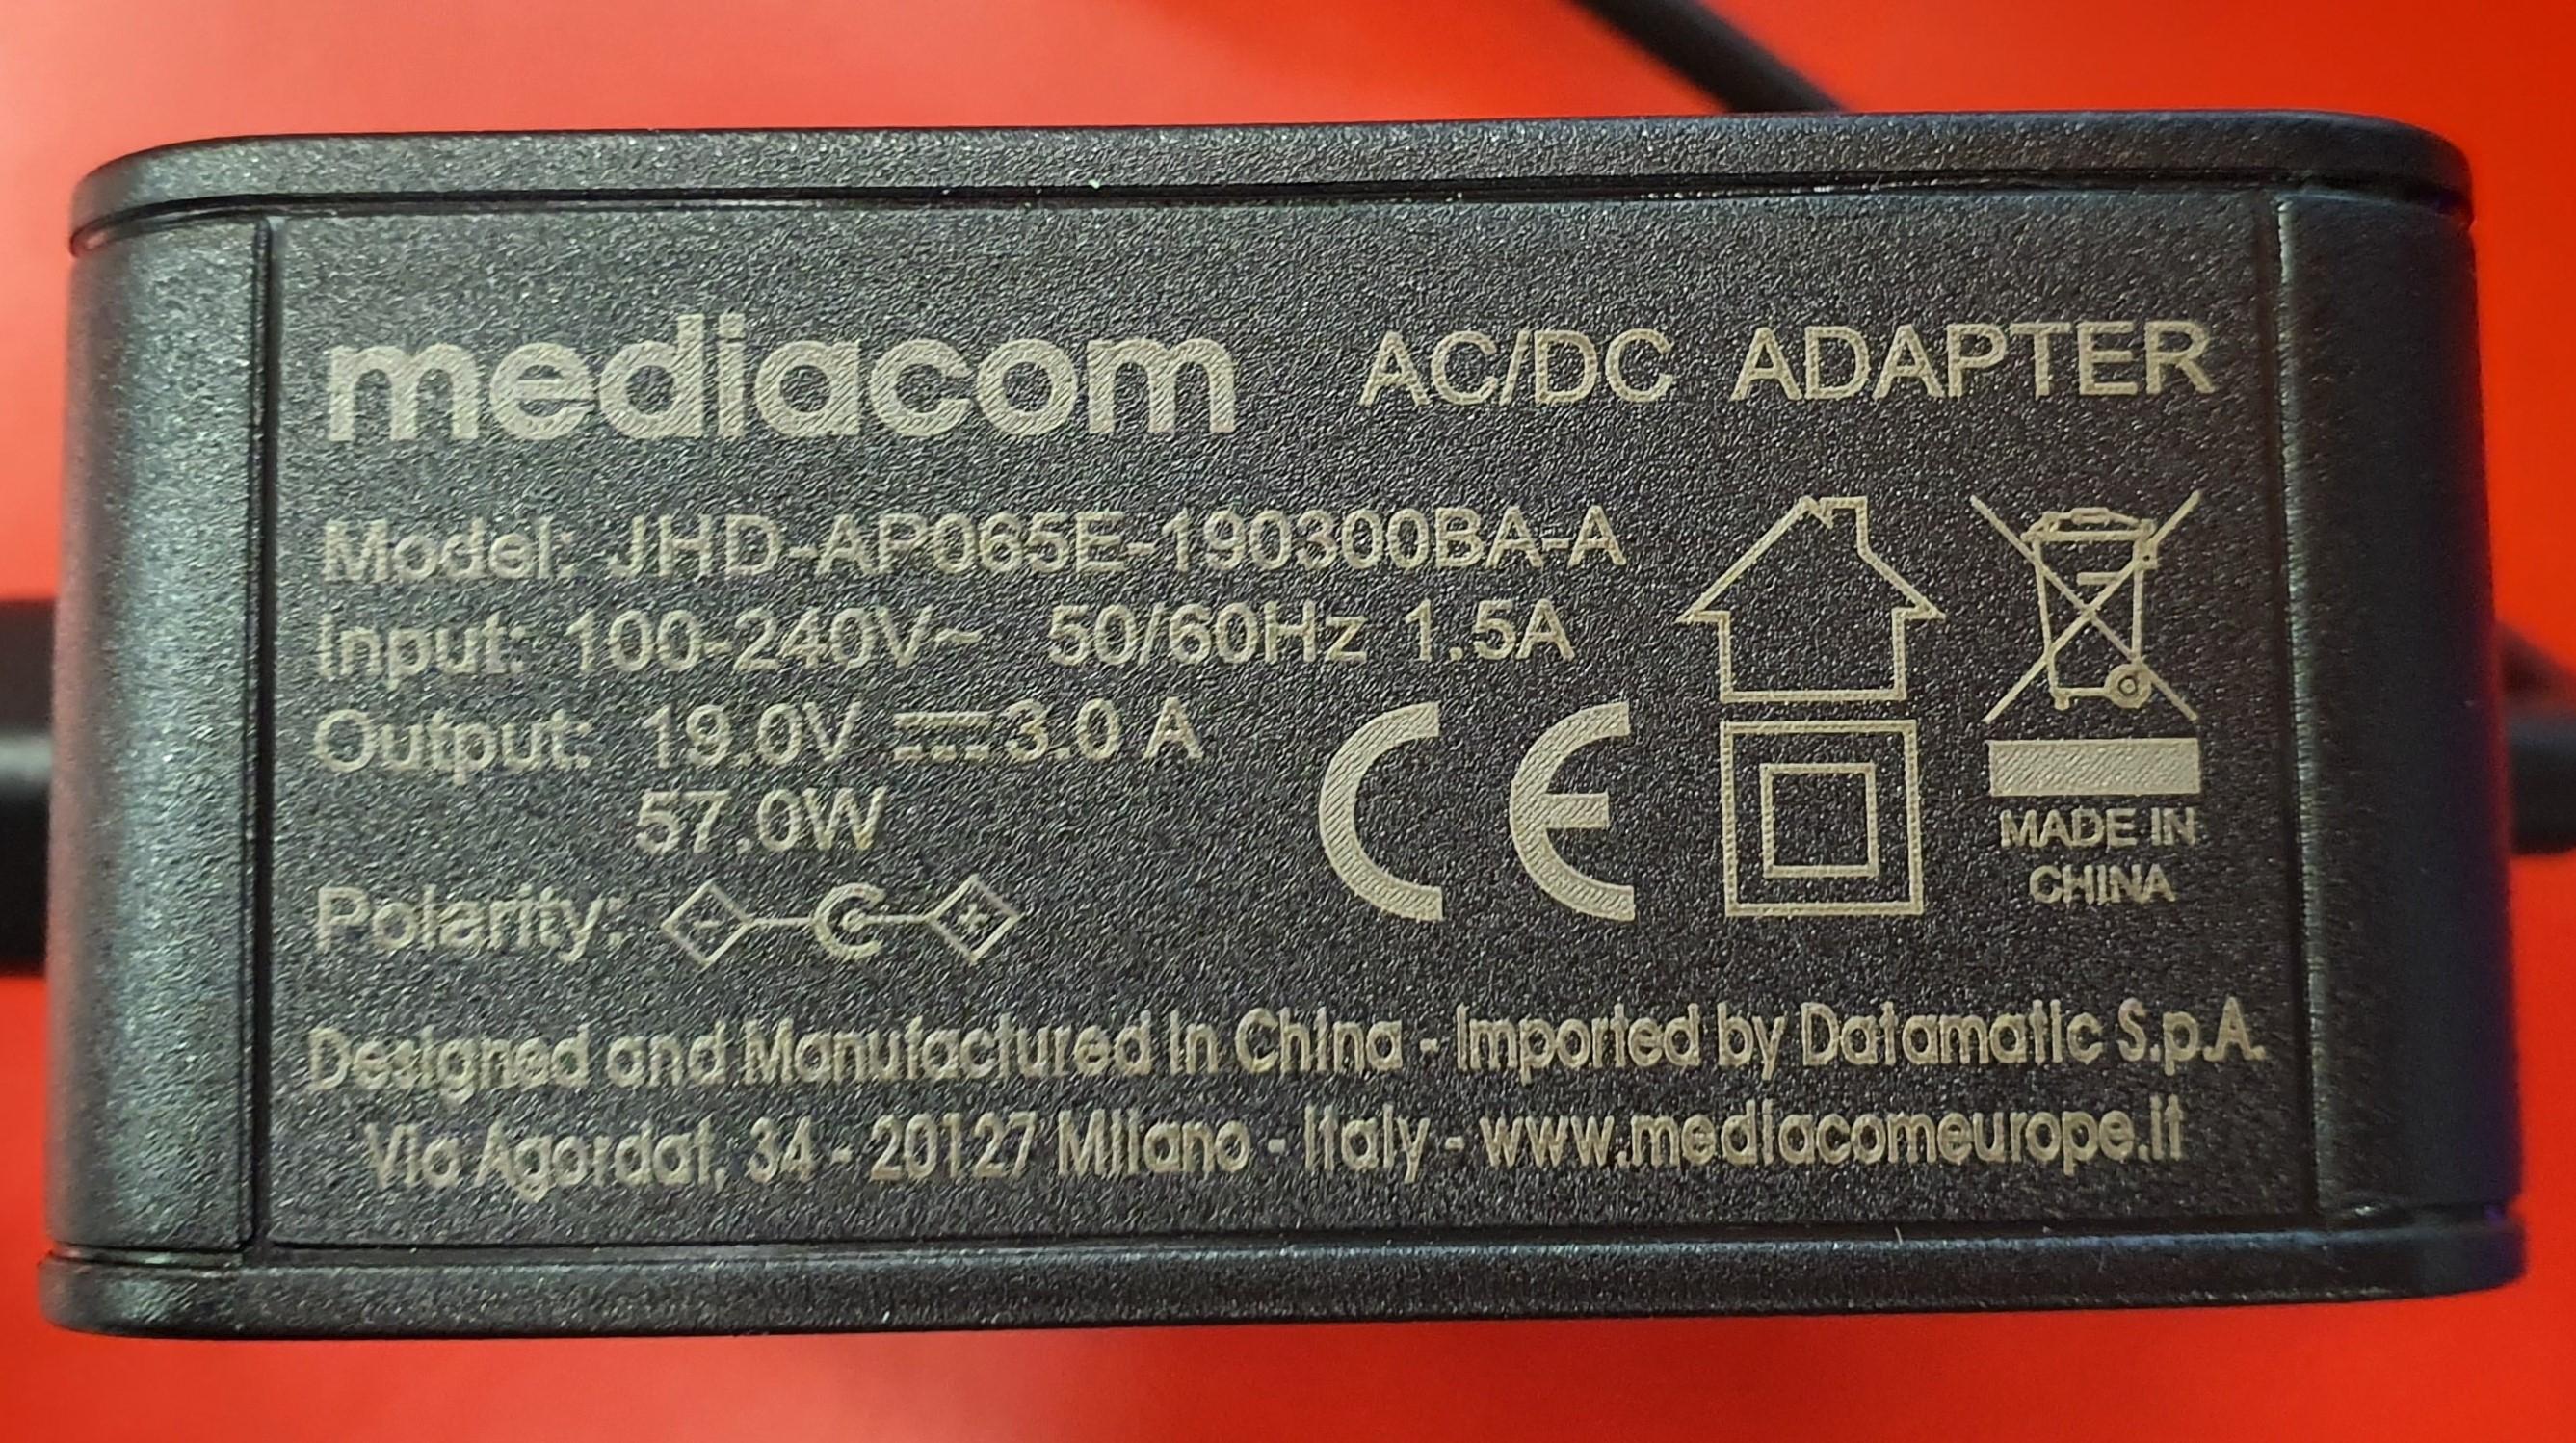 mediacom AC/DC ADAPTER
Model: JHD-AP065E-190300BA-A
Input: 100-240V~ 50/60Hz 1.5A
Output: 19.0V ⎓ 3.0 A
57.0W
Polarity:
CE
MADE IN
CHINA
Designed and Manufactured in China - Imported by Datamatic S.p.A.
Via Agordat, 34 - 20127 Milano - Italy - www.mediacomeurope.it